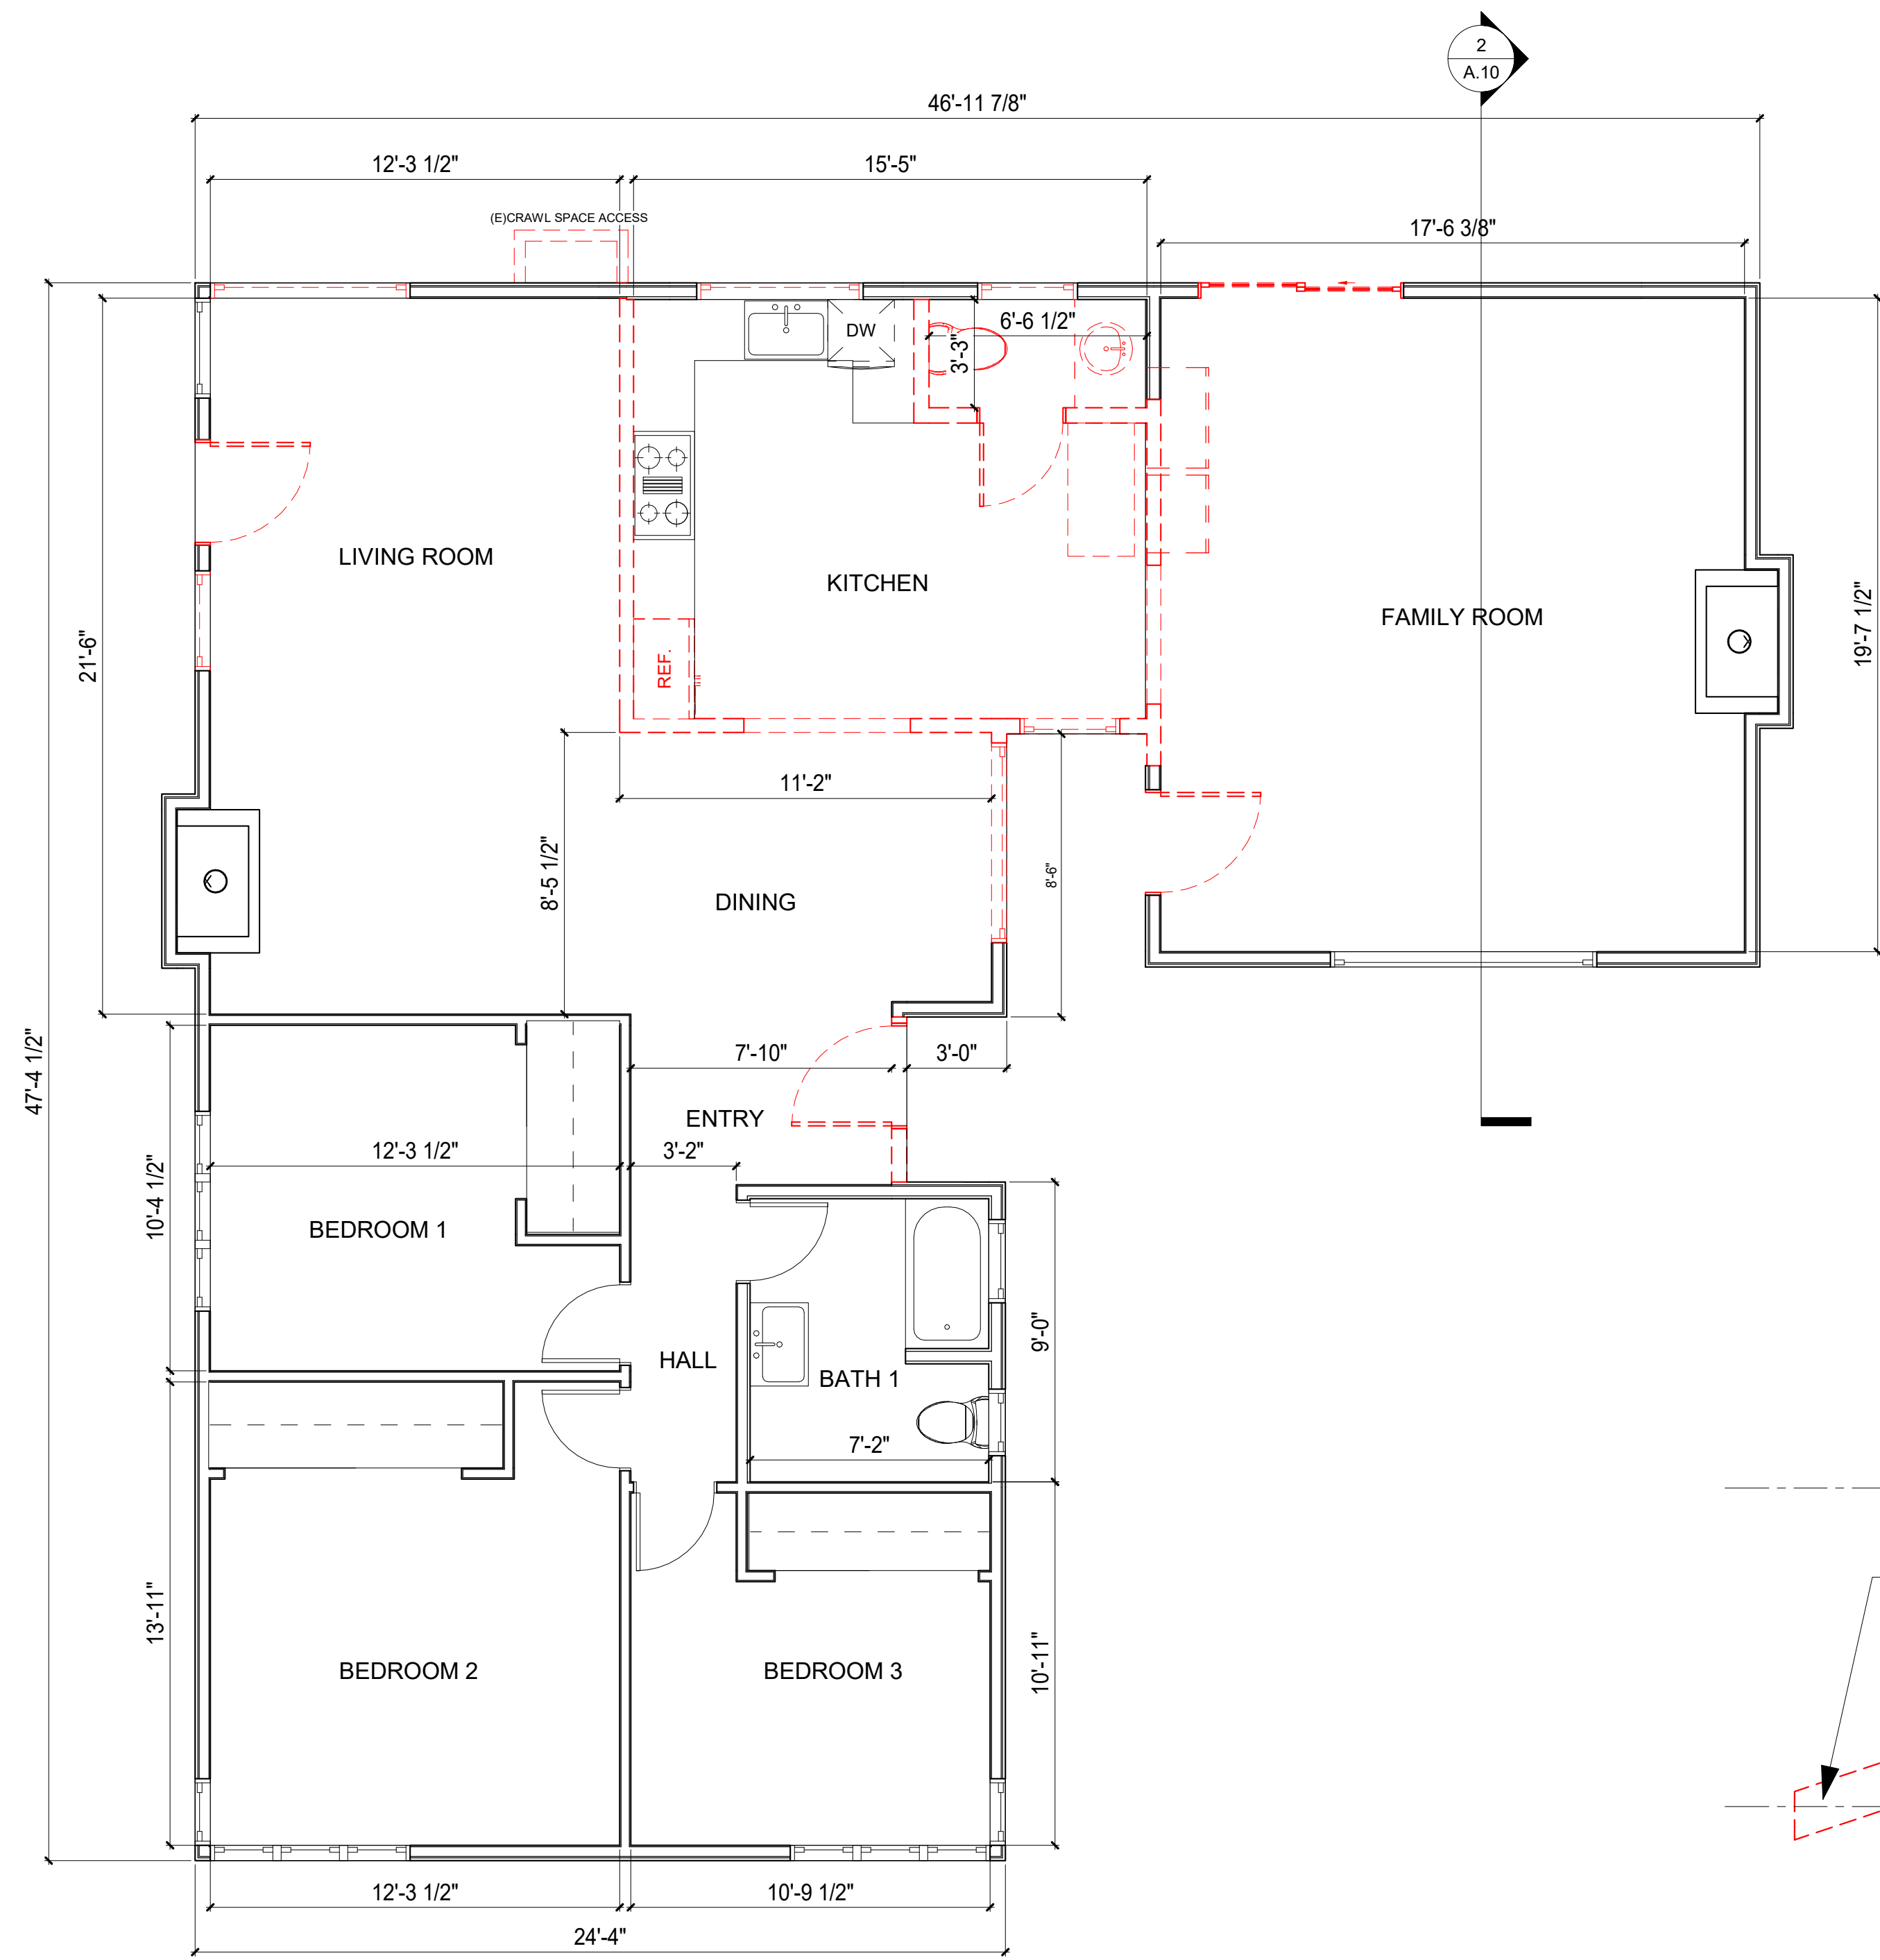 2
A.10
46'-11 7/8"
12'-3 1/2"
15'-5"
(E)CRAWL SPACE ACCESS
17'-6 3/8"
DW
6'-6 1/2"
3'-3"
LIVING ROOM
KITCHEN
FAMILY ROOM
21'-6"
19'-7 1/2"
REF.
11'-2"
8'-5 1/2"
8'-6"
DINING
47'-4 1/2"
7'-10"
3'-0"
ENTRY
12'-3 1/2"
3'-2"
10'-4 1/2"
BEDROOM 1
9'-0"
HALL
BATH 1
7'-2"
13'-11"
10'-11"
BEDROOM 2
BEDROOM 3
12'-3 1/2"
10'-9 1/2"
24'-4"